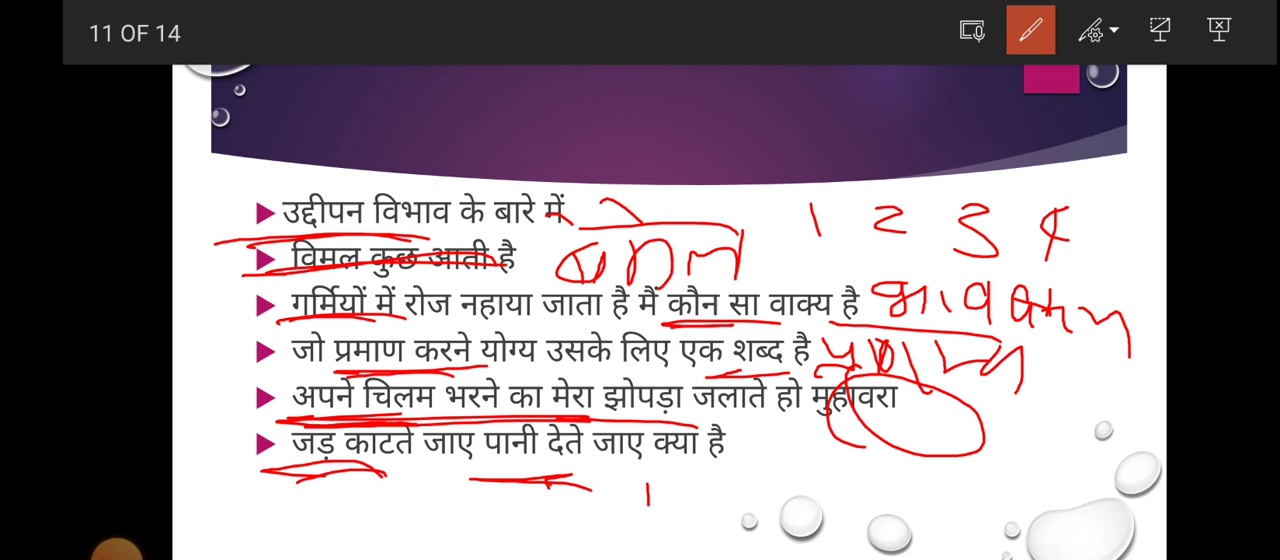 11 OF 14
उद्दीपन विभाव के बारे में
1 2 3 4
विमल कुछ आती है
गर्मियों में रोज नहाया जाता है मैं कौन सा वाक्य है
जो प्रमाण करने योग्य उसके लिए एक शब्द है
अपने चिलम भरने का मेरा झोपड़ा जलाते हो मुहावरा
जड़ काटते जाए पानी देते जाए क्या है